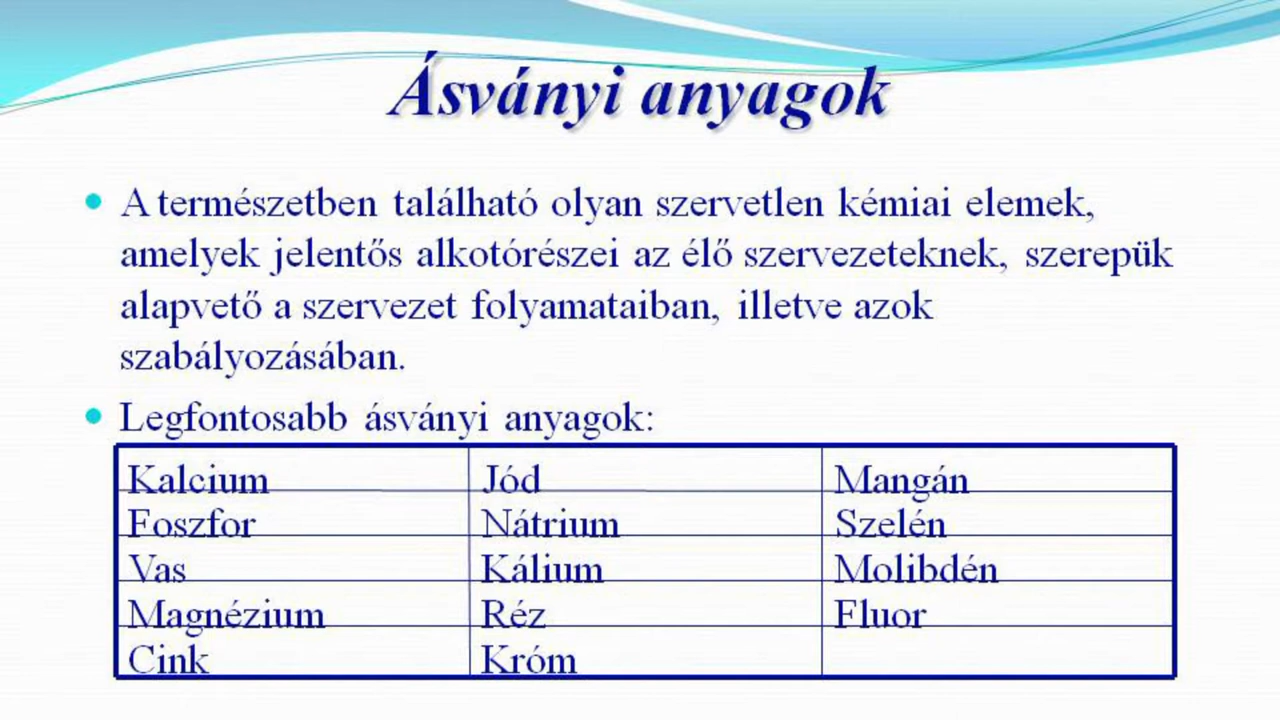 Ásványi anyagok
A természetben található olyan szervetlen kémiai elemek,
amelyek jelentős alkotórészei az élő szervezeteknek, szerepük
alapvető a szervezet folyamataiban, illetve azok
szabályozásában.
Legfontosabb ásványi anyagok:
Kalcium Jód Mangán
Foszfor Nátrium Szelén
Vas Kálium Molibdén
Magnézium Réz Fluor
Cink Króm